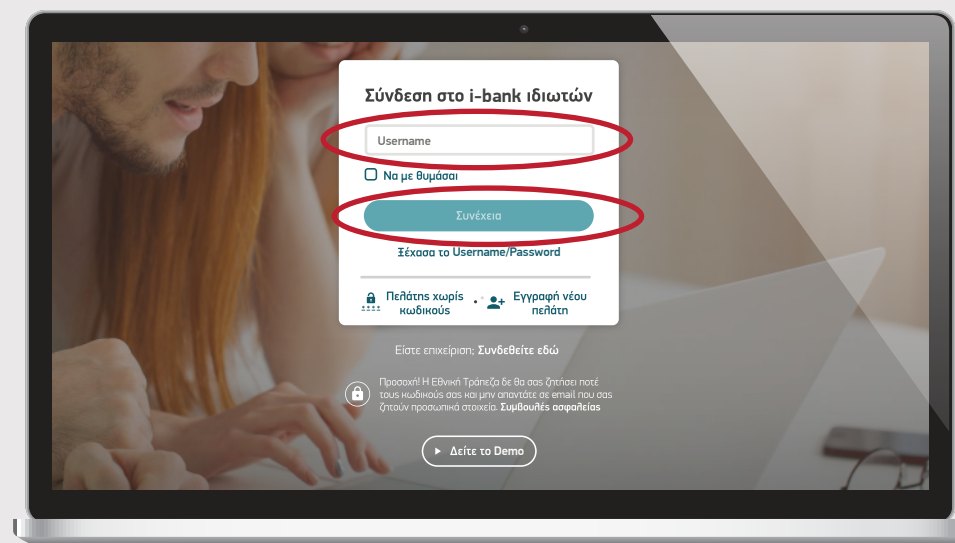 Σύνδεση στο i-bank ιδιωτών
Username
Να με θυμάσαι
Συνέχεια
Ξέχασα το Username/Password
Πελάτης χωρίς
κωδικούς
Εγγραφή νέου
πελάτη
Είστε επιχείριση; Συνδεθείτε εδώ
Προσοχή! Η Εθνική Τράπεζα δε θα σας ζητήσει ποτέ
τους κωδικούς σας και μην απαντάτε σε email που σας
ζητούν προσωπικά στοιχεία. Συμβουλές ασφαλείας
Δείτε το Demo